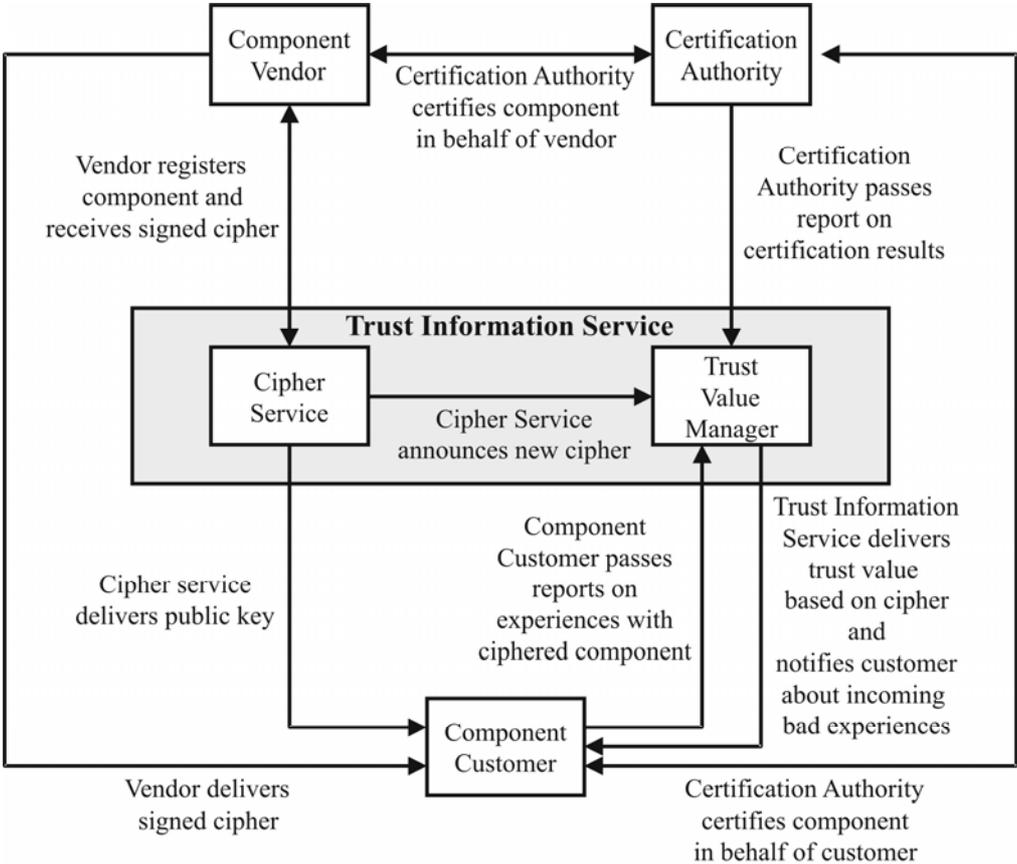 Component
Vendor
Certification Authority
certifies component
in behalf of vendor
Certification
Authority
Vendor registers
component and
receives signed cipher
Certification
Authority passes
report on
certification results
Trust Information Service
Cipher
Service
Cipher Service
announces new cipher
Trust
Value
Manager
Cipher service
delivers public key
Component
Customer passes
reports on
experiences with
ciphered component
Trust Information
Service delivers
trust value
based on cipher
and
notifies customer
about incoming
bad experiences
Component
Customer
Vendor delivers
signed cipher
Certification Authority
certifies component
in behalf of customer